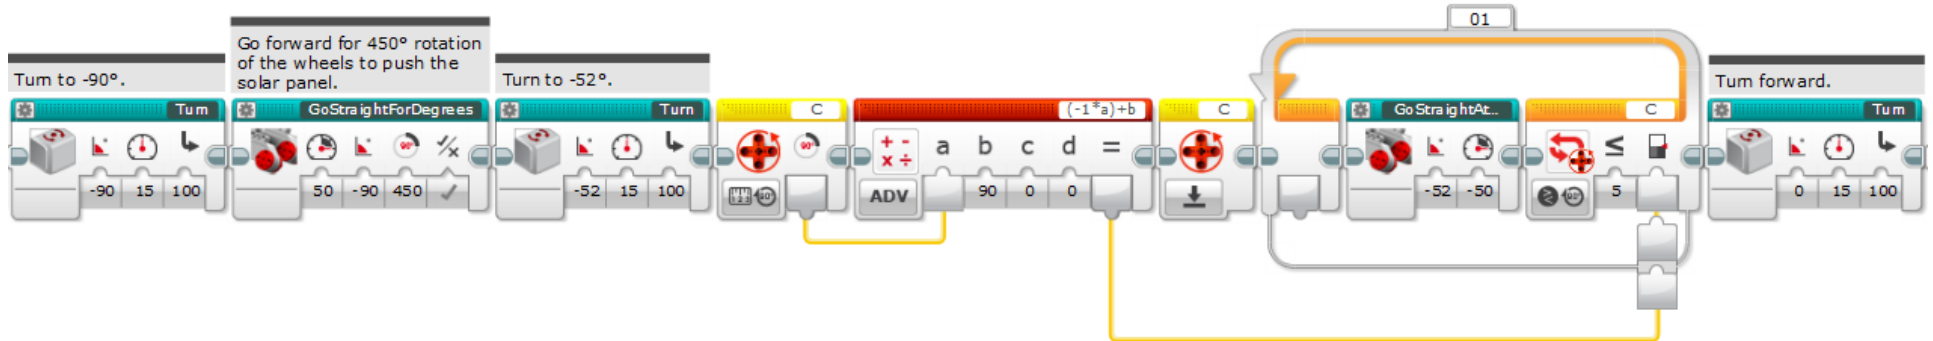 01
Turn to -90°.
Go forward for 450° rotation
of the wheels to push the
solar panel.
Turn to -52°.
Turn forward.
Turn
GoStraightForDegrees
Turn
C
(-1*a)+b
C
GoStraightAt...
C
Turn
a b c d =
≤
-90 15 100
50 -90 450
-52 15 100
ADV
90 0 0
-52 -50
5
0 15 100